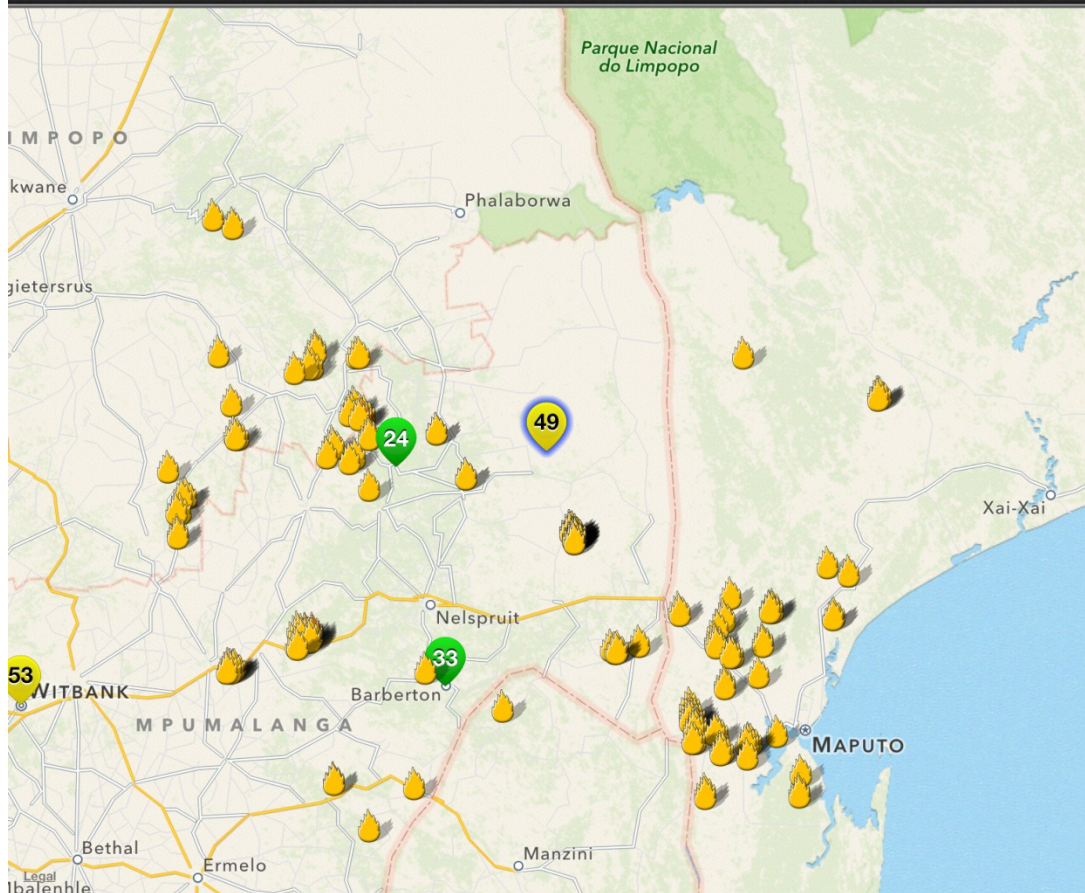 Parque Nacional
do Limpopo
IMPOPO
kwane
Phalaborwa
gietersrus
24
49
Xai-Xai
Nelspruit
33
53
WITBANK
Barberton
MPUMALANGA
MAPUTO
Bethal
Ermelo
Manzini
Legal
lbalenhle